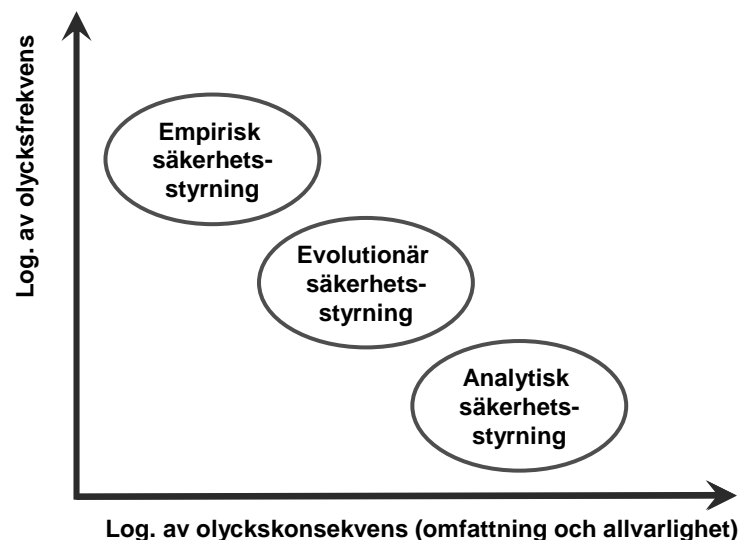 Log. av olycksfrekvens
Empirisk
säkerhets-
styrning
Evolutionär
säkerhets-
styrning
Analytisk
säkerhets-
styrning
Log. av olyckskonsekvens (omfattning och allvarlighet)